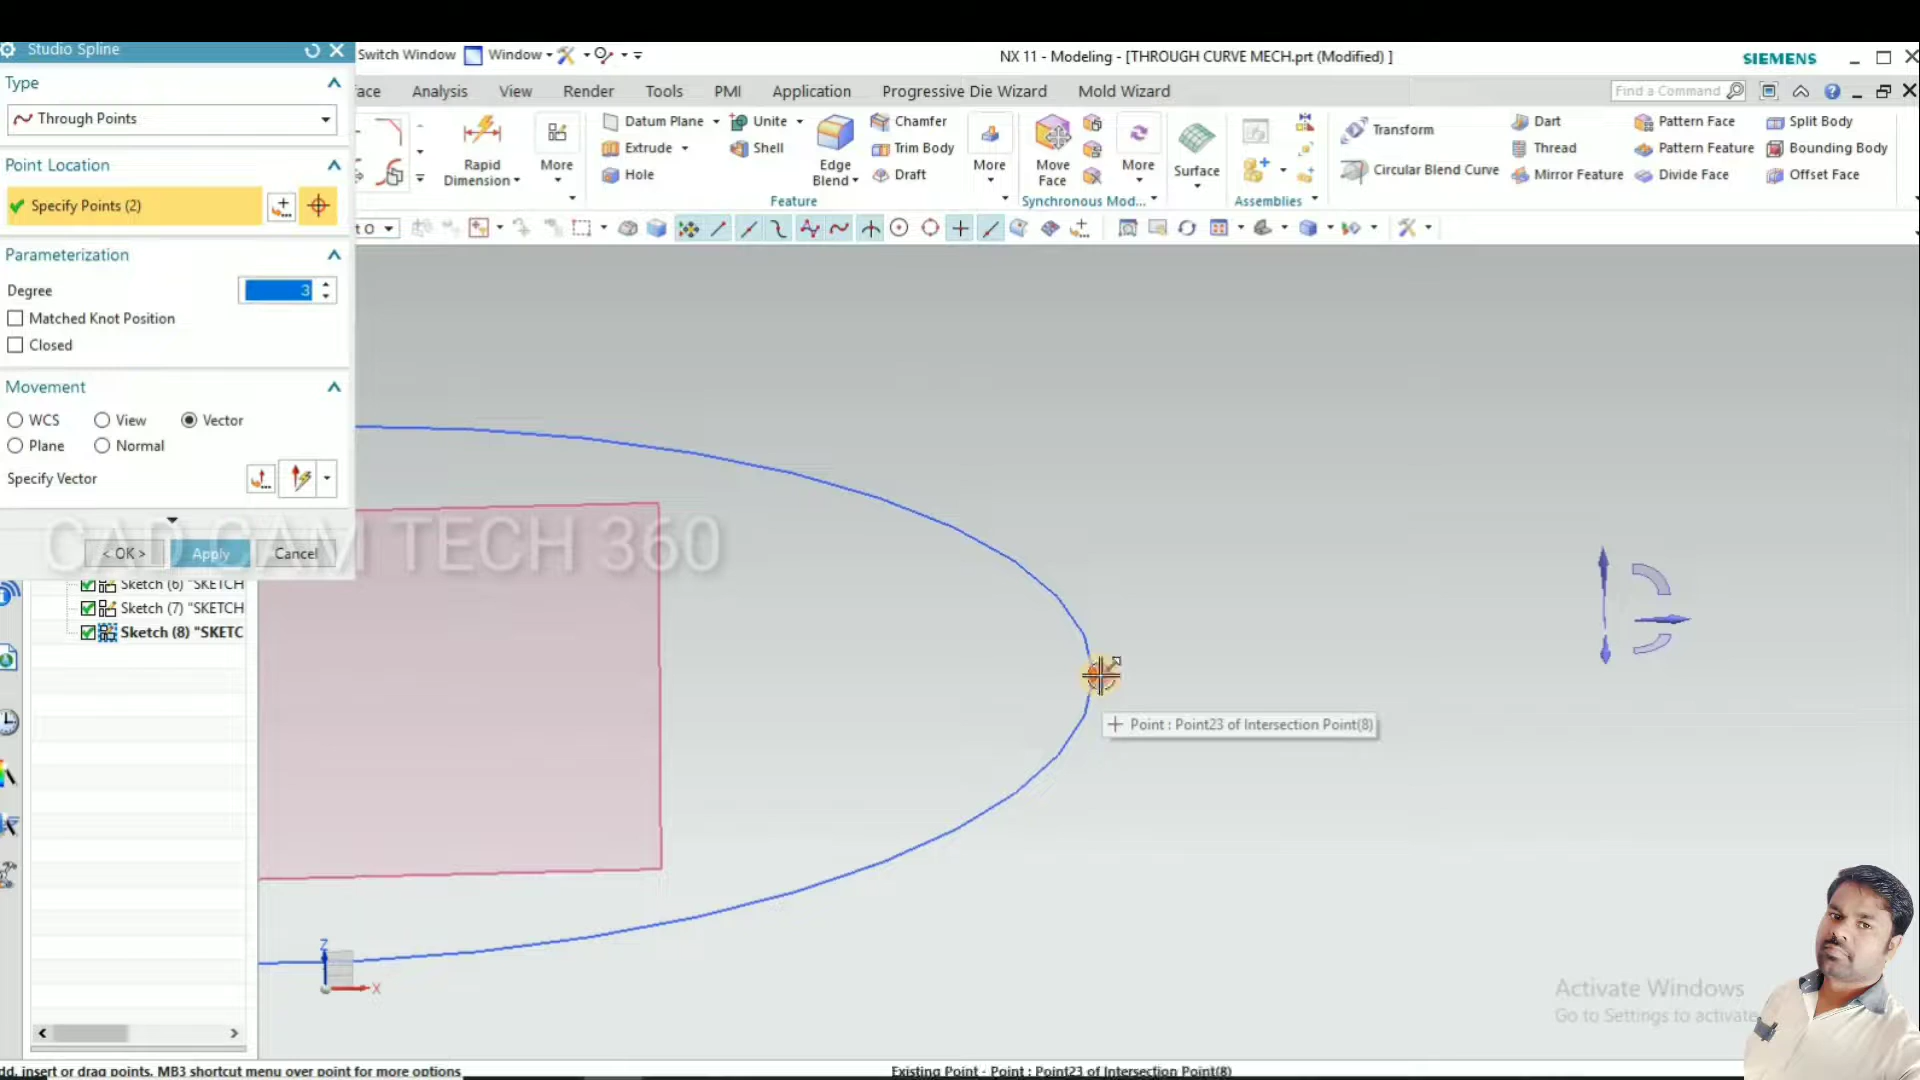 Studio Spline
Switch Window Window
NX 11 - Modeling - [THROUGH CURVE MECH.prt (Modified) ]
SIEMENS
Type
Through Points
Analysis View Render Tools PMI Application Progressive Die Wizard Mold Wizard
Find a Command
Rapid
Dimension
More
Datum Plane
Extrude
Hole
Unite
Shell
Edge
Blend
Chamfer
Trim Body
Draft
More
Move
Face
More
Surface
Transform
Circular Blend Curve
Dart
Thread
Mirror Feature
Pattern Face
Pattern Feature
Divide Face
Split Body
Bounding Body
Offset Face
Feature
Synchronous Mod...
Assemblies
Point Location
Specify Points (2)
Parameterization
Degree 3
Matched Knot Position
Closed
Movement
WCS View Vector
Plane Normal
Specify Vector
CAD CAM TECH 360
< OK > Apply Cancel
Sketch (6) "SKETCH
Sketch (7) "SKETCH
Sketch (8) "SKETC
Point : Point23 of Intersection Point(8)
Z
X
Activate Windows
Go to Settings to activate
dd, insert or drag points. MB3 shortcut menu over point for more options
Existing Point - Point : Point23 of Intersection Point(8)